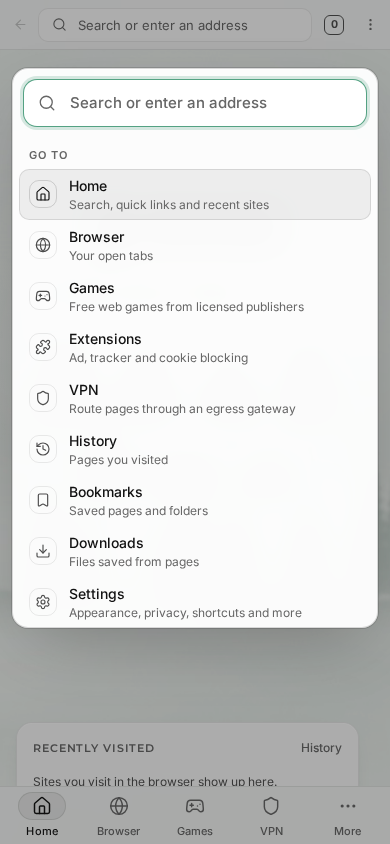 Search or enter an address
0
Search or enter an address
GO TO
Home
Search, quick links and recent sites
Browser
Your open tabs
Games
Free web games from licensed publishers
Extensions
Ad, tracker and cookie blocking
VPN
Route pages through an egress gateway
History
Pages you visited
Bookmarks
Saved pages and folders
Downloads
Files saved from pages
Settings
Appearance, privacy, shortcuts and more
RECENTLY VISITED
History
Sites you visit in the browser show up here.
Home
Browser
Games
VPN
More